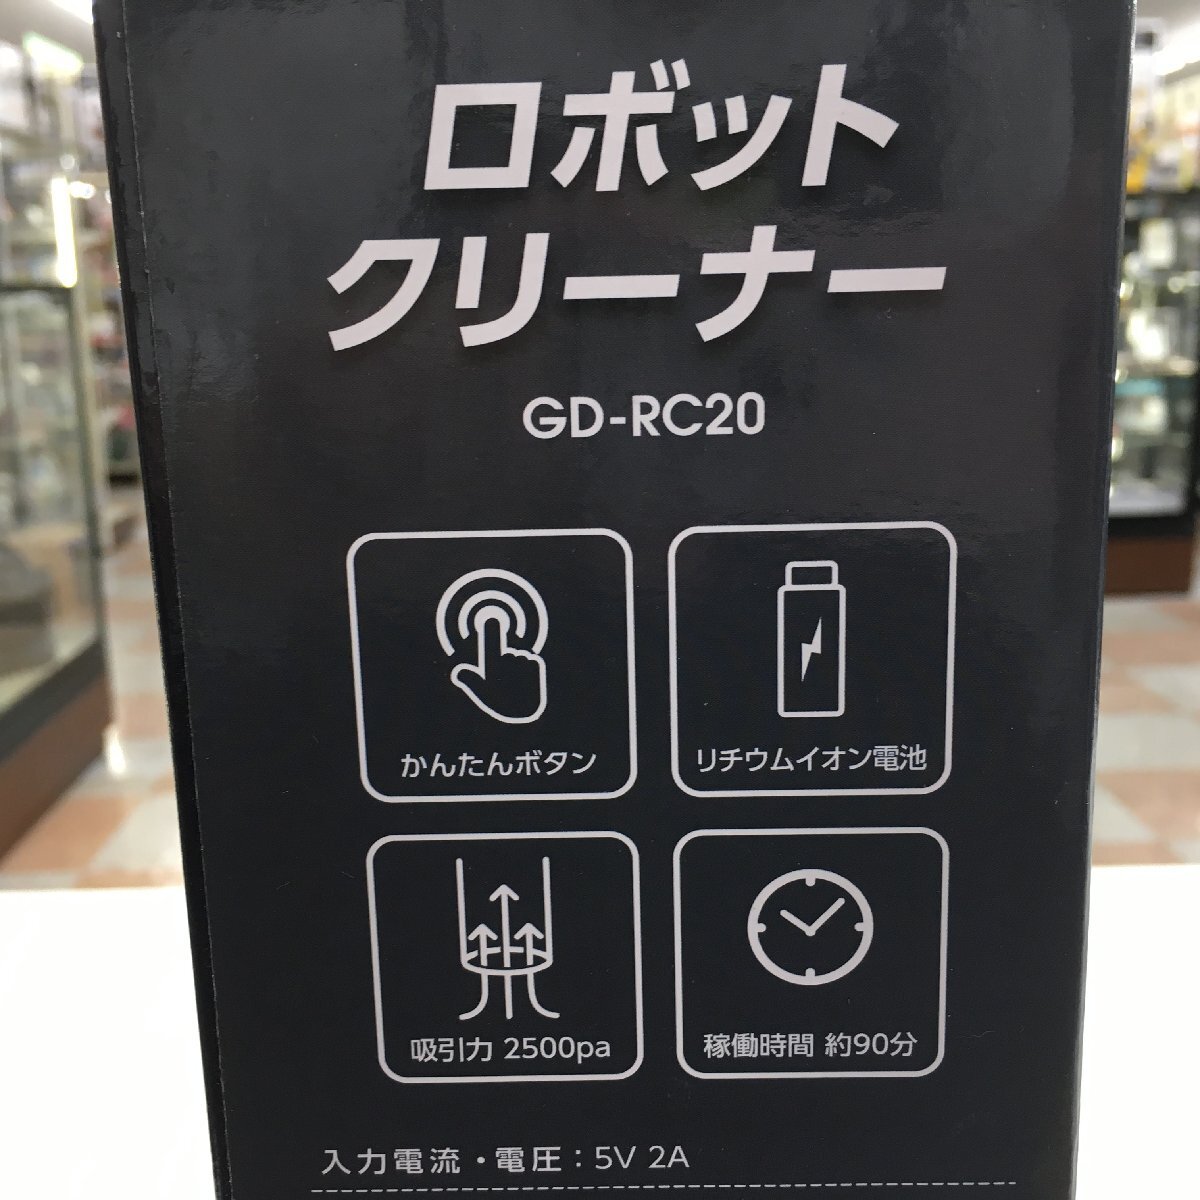 ロボット
クリーナー
GD-RC20
かんたんボタン
リチウムイオン電池
吸引力 2500pa
稼働時間 約90分
入力電流・電圧：5V 2A